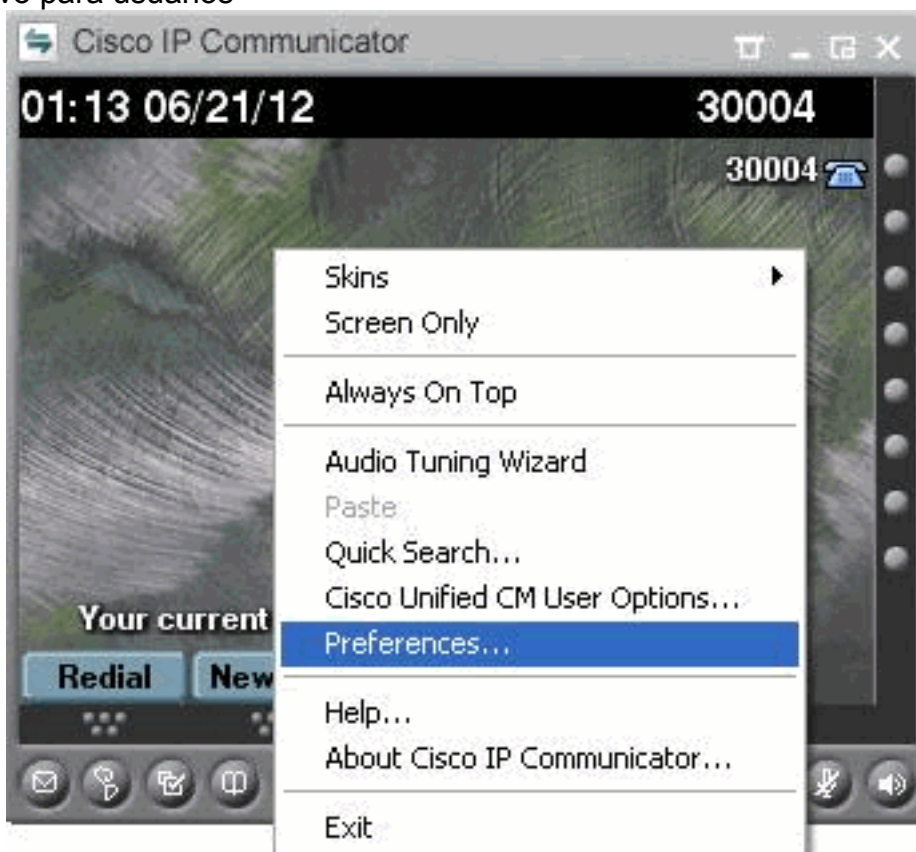 para usuarios
Cisco IP Communicator
01:13 06/21/12 30004
30004
Skins
Screen Only
Always On Top
Audio Tuning Wizard
Paste
Quick Search...
Cisco Unified CM User Options...
Your current
Preferences...
Redial New
Help...
About Cisco IP Communicator...
Exit